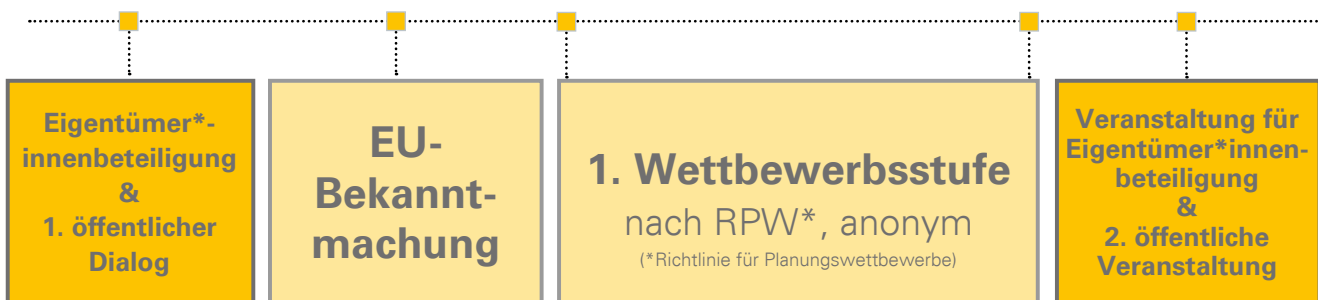 Eigentümer*-
innenbeteiligung
&
1. öffentlicher
Dialog
EU-
Bekannt-
machung
1. Wettbewerbsstufe
nach RPW*, anonym
(*Richtlinie für Planungswettbewerbe)
Veranstaltung für
Eigentümer*innen-
beteiligung
&
2. öffentliche
Veranstaltung